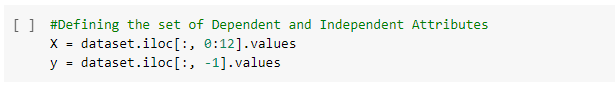 [ ] #Defining the set of Dependent and Independent Attributes
X = dataset.iloc[:, 0:12].values
y = dataset.iloc[:, -1].values